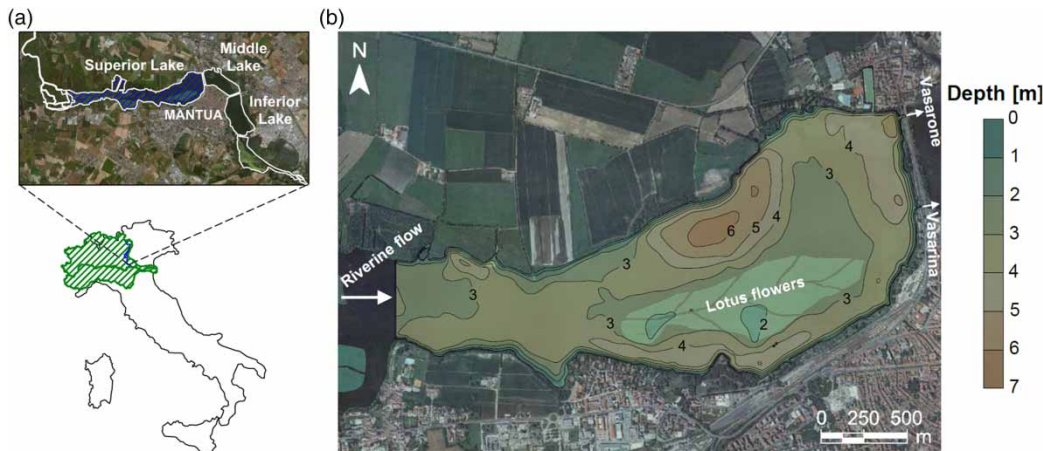 (a)
Superior Lake
Middle
Lake
MANTUA
Inferior
Lake
(b)
N
Riverine flow
Lotus flowers
Vasarone
Vasarina
3
3
3
3
4
5
6
4
3
2
4
3
0 250 500
m
Depth [m]
0
1
2
3
4
5
6
7